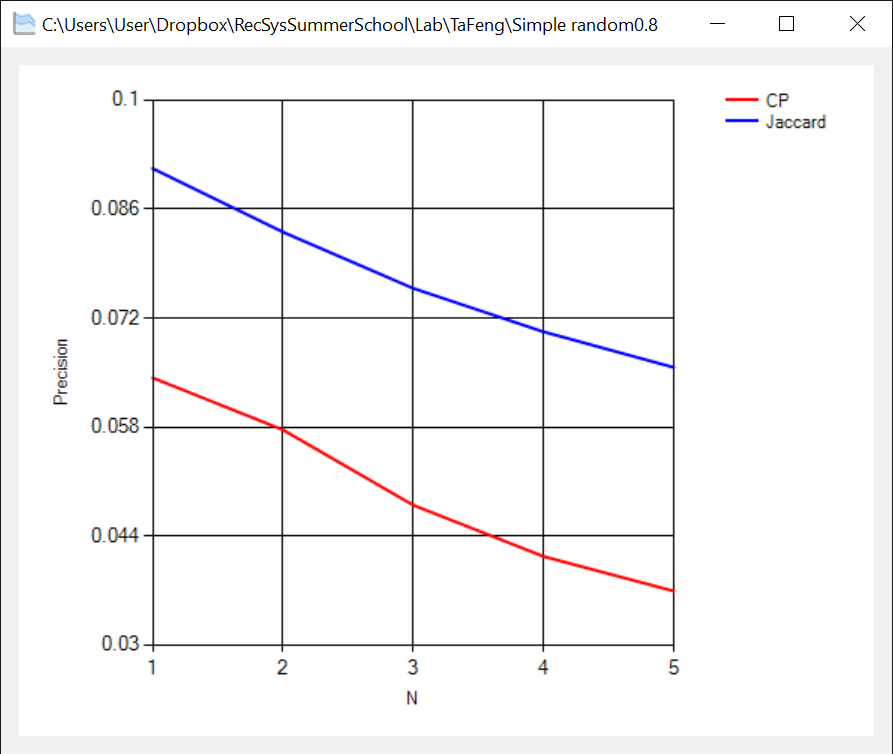 C:\Users\User\Dropbox\RecSysSummerSchool\Lab\TaFeng\Simple random0.8
CP
Jaccard
0.1
0.086
0.072
0.058
0.044
0.03
Precision
1 2 3 4 5
N